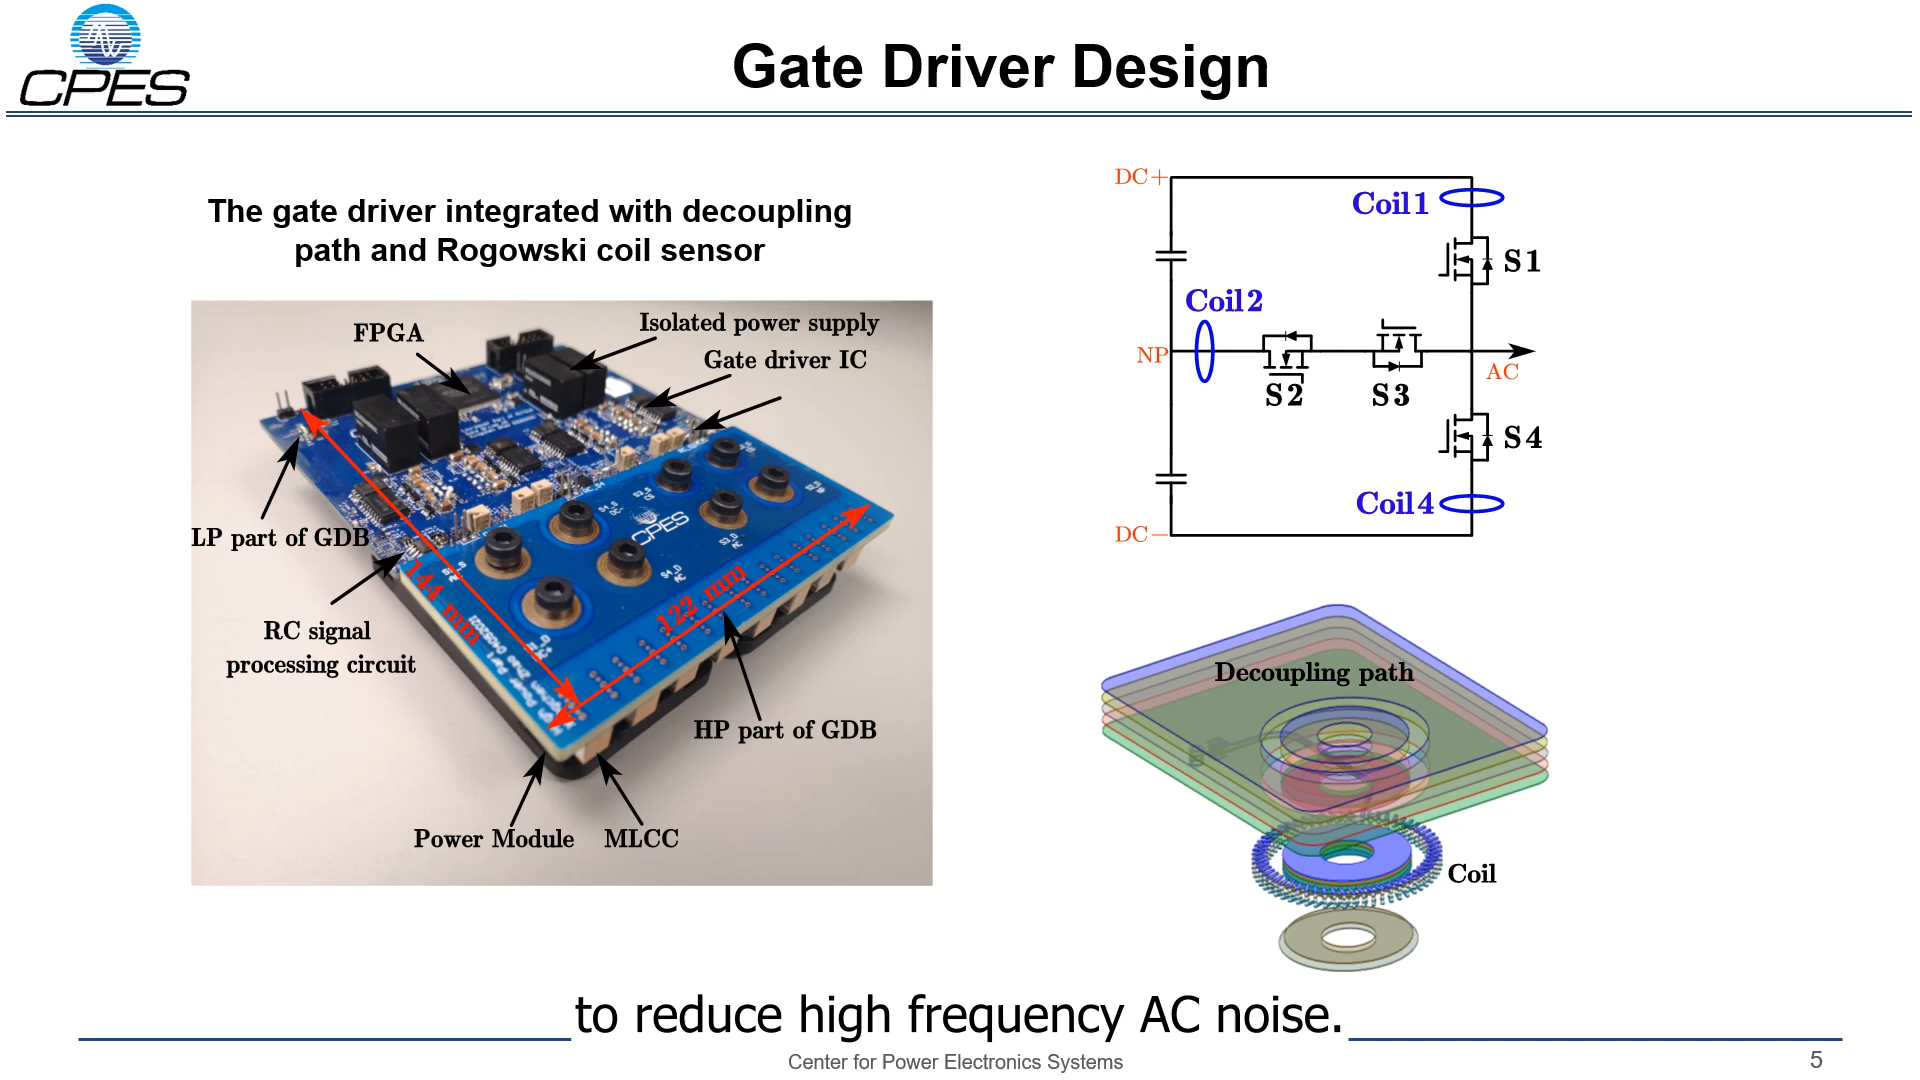 CPES
Gate Driver Design
The gate driver integrated with decoupling
path and Rogowski coil sensor
FPGA
Isolated power supply
Gate driver IC
LP part of GDB
RC signal
processing circuit
144 mm
122 mm
CPES
HP part of GDB
Power Module
MLCC
DC+
Coil1
S1
Coil2
NP
S2
S3
AC
S4
Coil4
DC−
Decoupling path
Coil
to reduce high frequency AC noise.
Center for Power Electronics Systems
5